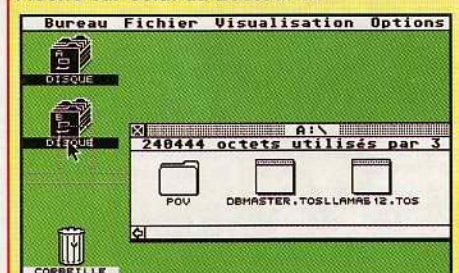 Bureau Fichier Visualisation Options
A
DISQUE
B
DISQUE
A:\
240444 octets utilisés par 3
POV
DBMASTER.TOS
LLAMAS12.TOS
CORBEILLE